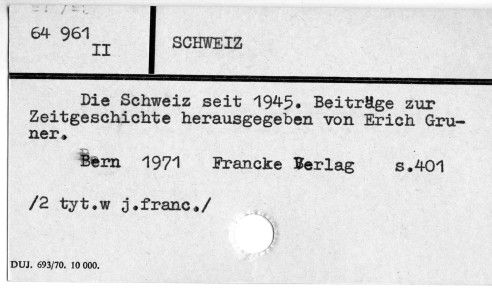 64 961
II
SCHWEIZ
Die Schweiz seit 1945. Beiträge zur
Zeitgeschichte herausgegeben von Erich Gru-
ner.
Bern 1971 Francke Verlag s.401
/2 tyt.w j.franc./
DUJ. 693/70. 10 000.